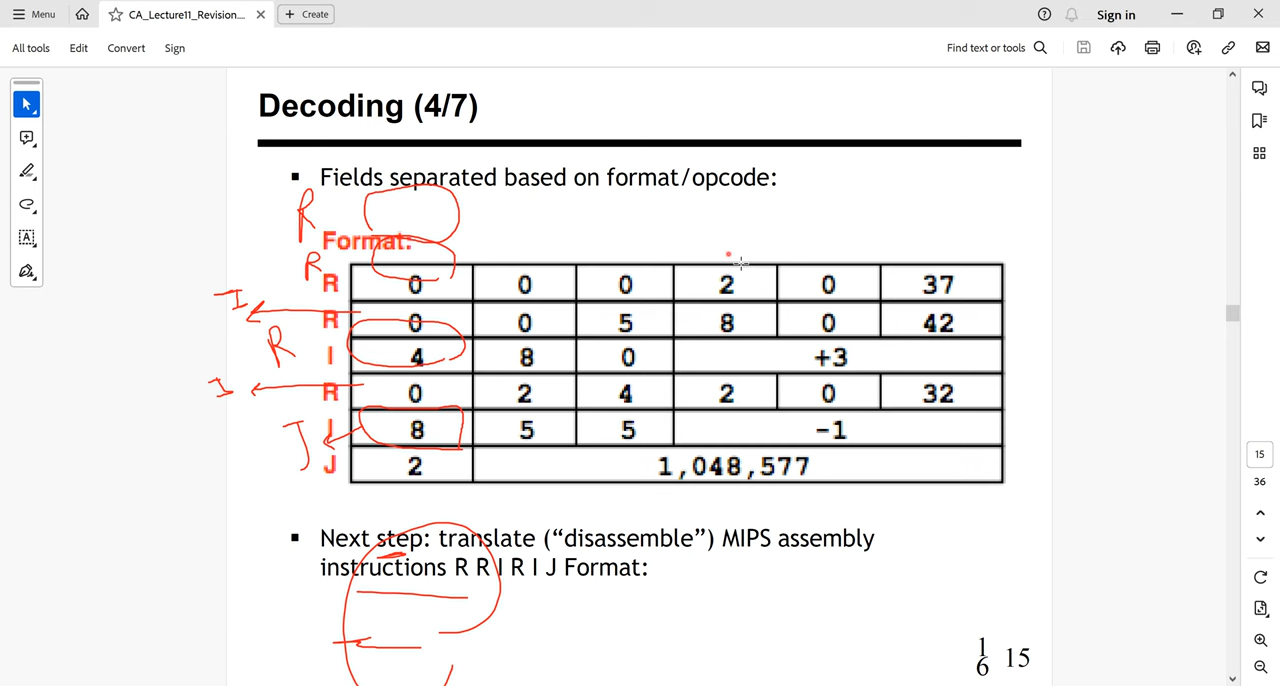 Menu
CA_Lecture11_Revision...
Create
Sign in
All tools
Edit
Convert
Sign
Find text or tools
Decoding (4/7)
▪ Fields separated based on format/opcode:
R
Format:
R
R 0 0 0 2 0 37
I
R 0 0 5 8 0 42
R
I 4 8 0 +3
I
R 0 2 4 2 0 32
J
I 8 5 5 -1
J 2 1,048,577
▪ Next step: translate (“disassemble”) MIPS assembly
instructions R R I R I J Format:
1
6 15
15
36